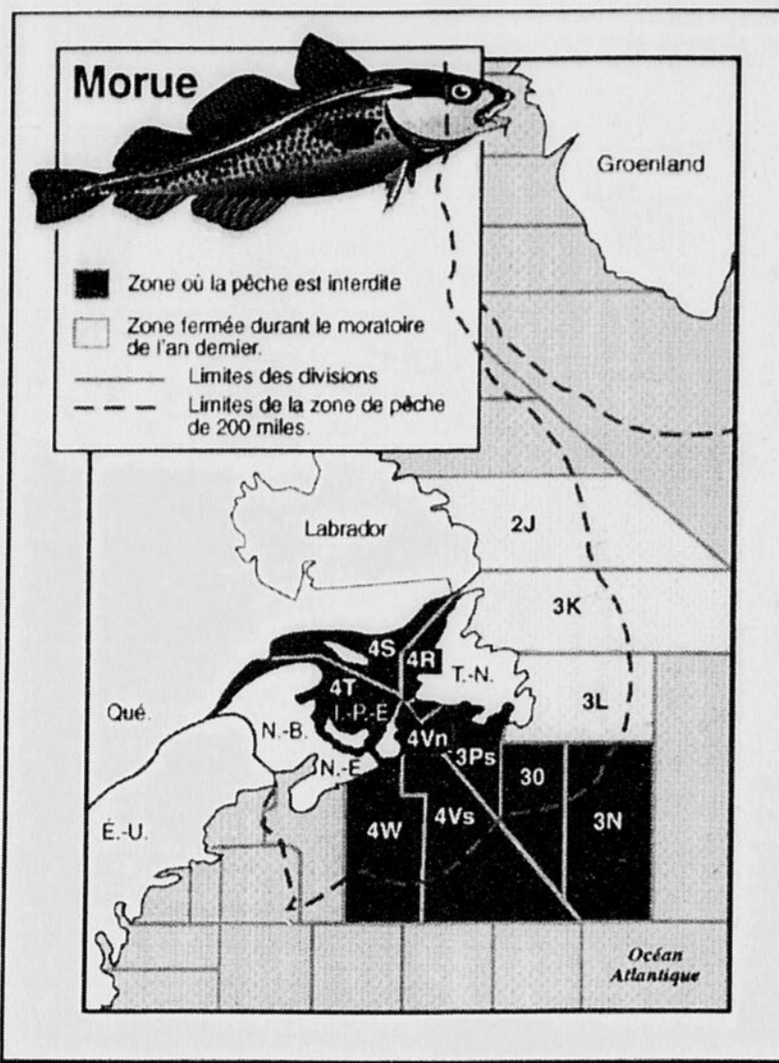 Morue
Groenland
Zone où la pêche est interdite
Zone fermée durant le moratoire
de l'an dernier.
Limites des divisions
Limites de la zone de pêche
de 200 miles.
Labrador
2J
3K
4S
4R
T.-N.
3L
4T
I.-P.-É
Qué.
N.-B.
4Vn
3Ps
N.-É.
30
4W
4Vs
3N
É.-U.
Océan
Atlantique